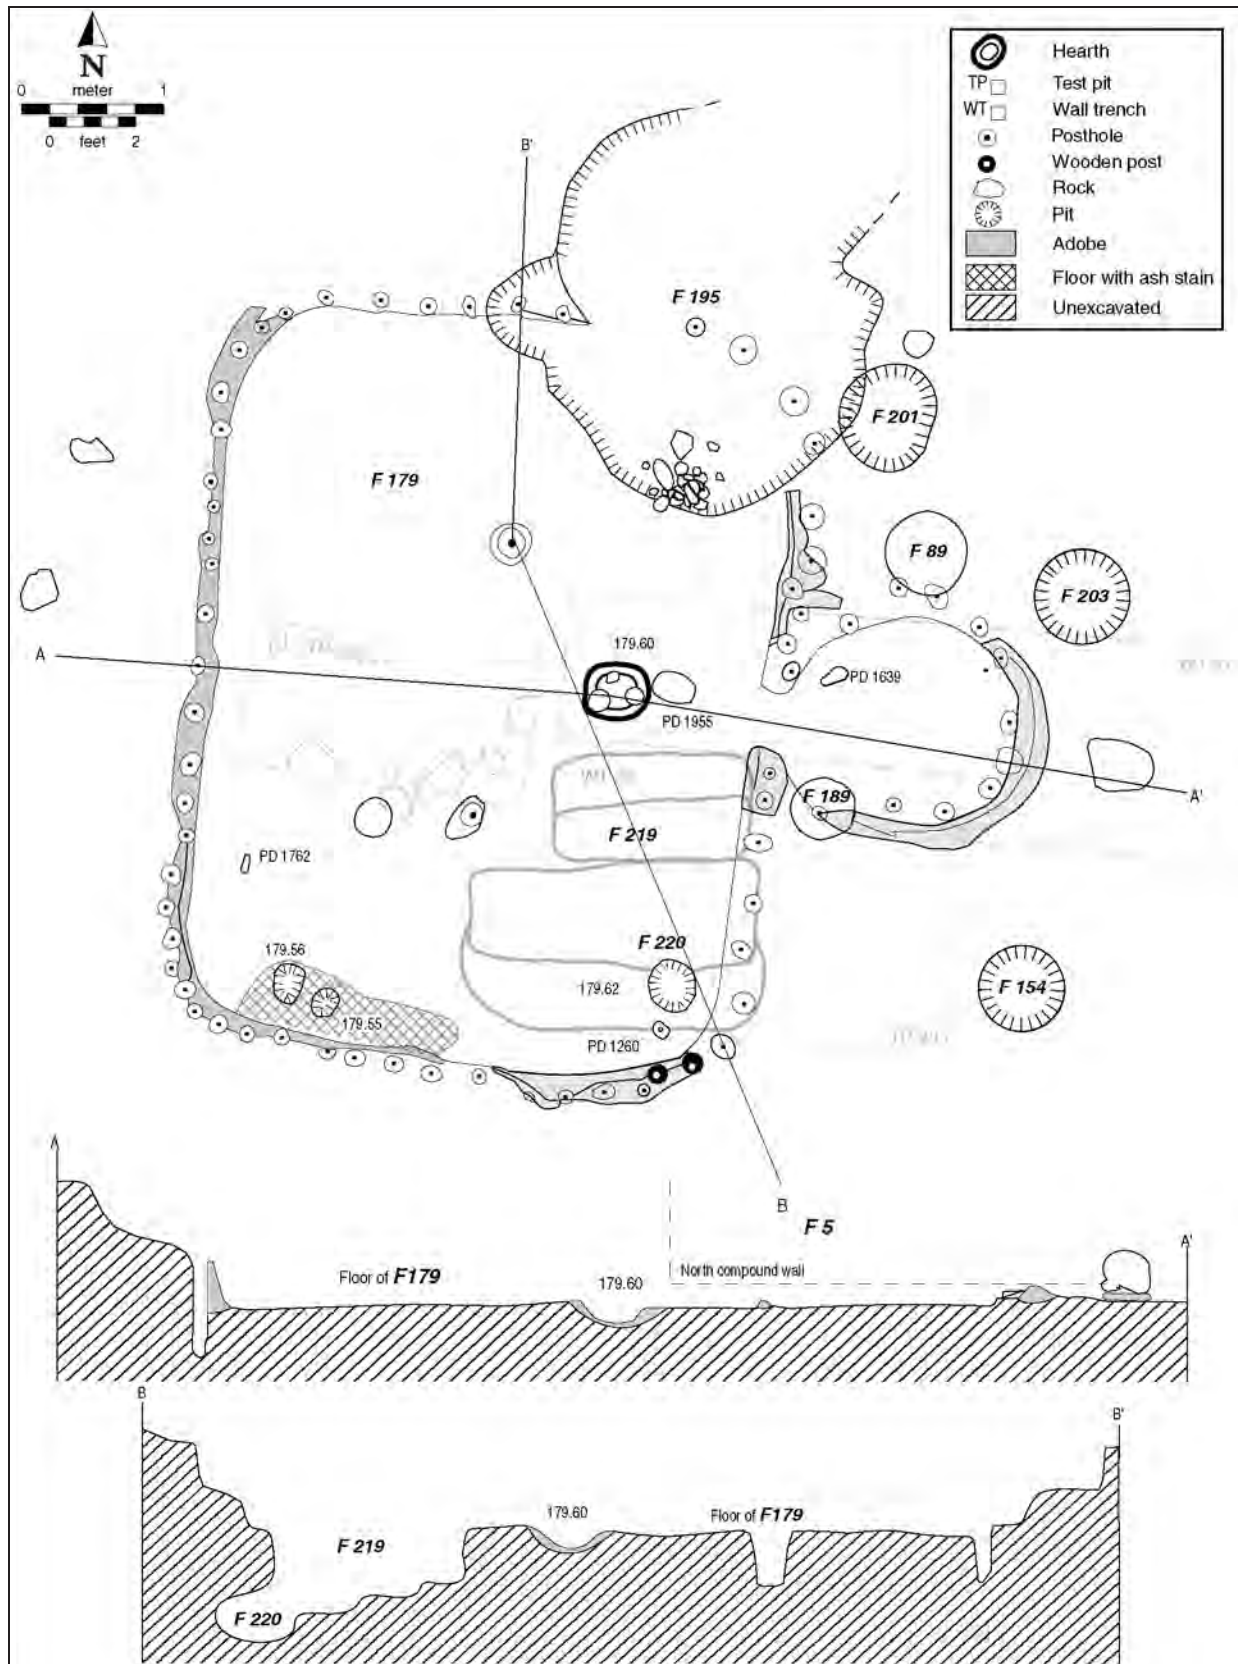 N
0 meter 1
0 feet 2
Hearth
TP Test pit
WT Wall trench
Posthole
Wooden post
Rock
Pit
Adobe
Floor with ash stain
Unexcavated
B'
F 195
F 201
F 179
F 89
F 203
179.60
A
PD 1639
PD 1955
A'
F 189
F 219
PD 1762
F 220
179.56
179.62
F 154
179.55
PD 1260
A
B
F 5
A'
Floor of F179
179.60
North compound wall
B
B'
179.60
Floor of F179
F 219
F 220